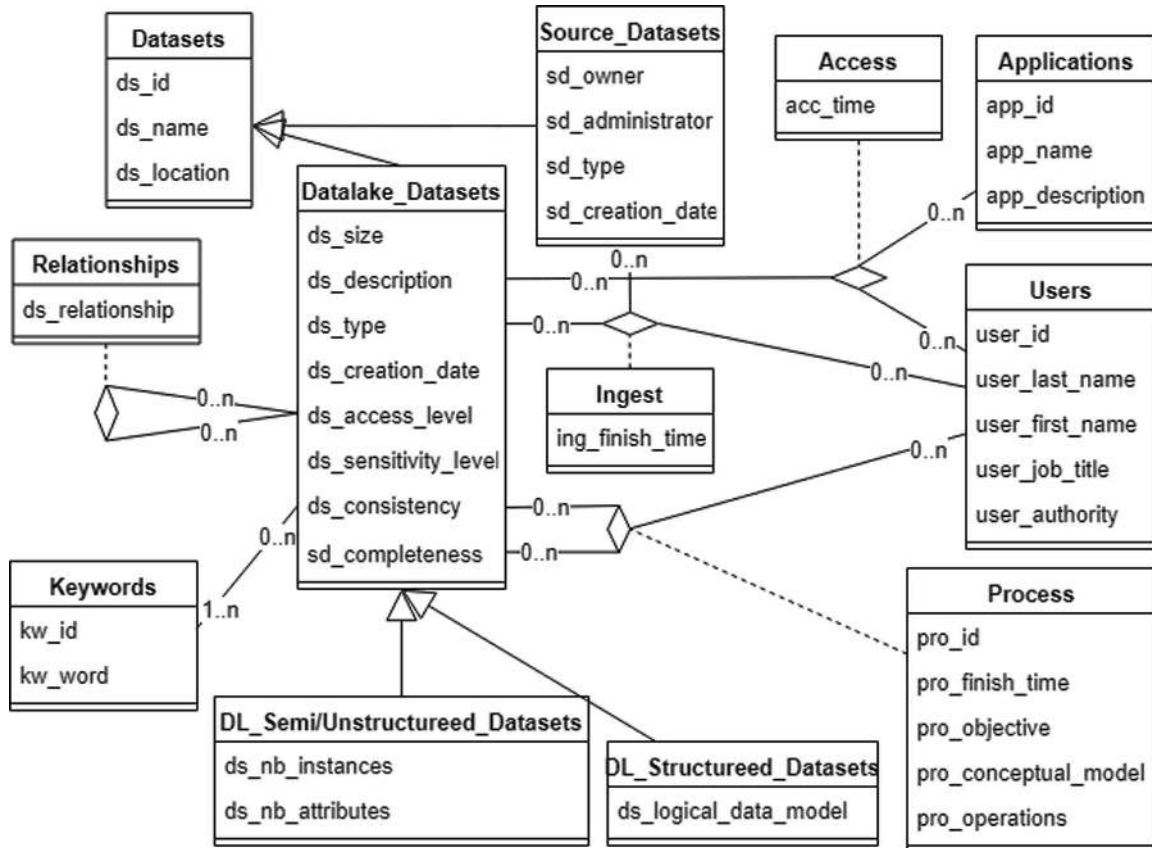 Datasets
ds_id
ds_name
ds_location
Source_Datasets
sd_owner
sd_administrator
sd_type
sd_creation_date
Access
acc_time
Applications
app_id
app_name
app_description
Datalake_Datasets
ds_size
ds_description
ds_type
ds_creation_date
ds_access_level
ds_sensitivity_level
ds_consistency
sd_completeness
Relationships
ds_relationship
0..n
0..n
0..n
0..n
0..n
0..n
0..n
0..n
Users
user_id
user_last_name
user_first_name
user_job_title
user_authority
Ingest
ing_finish_time
0..n
0..n
0..n
0..n
1..n
Keywords
kw_id
kw_word
Process
pro_id
pro_finish_time
pro_objective
pro_conceptual_model
pro_operations
DL_Semi/Unstructureed_Datasets
ds_nb_instances
ds_nb_attributes
DL_Structureed_Datasets
ds_logical_data_model